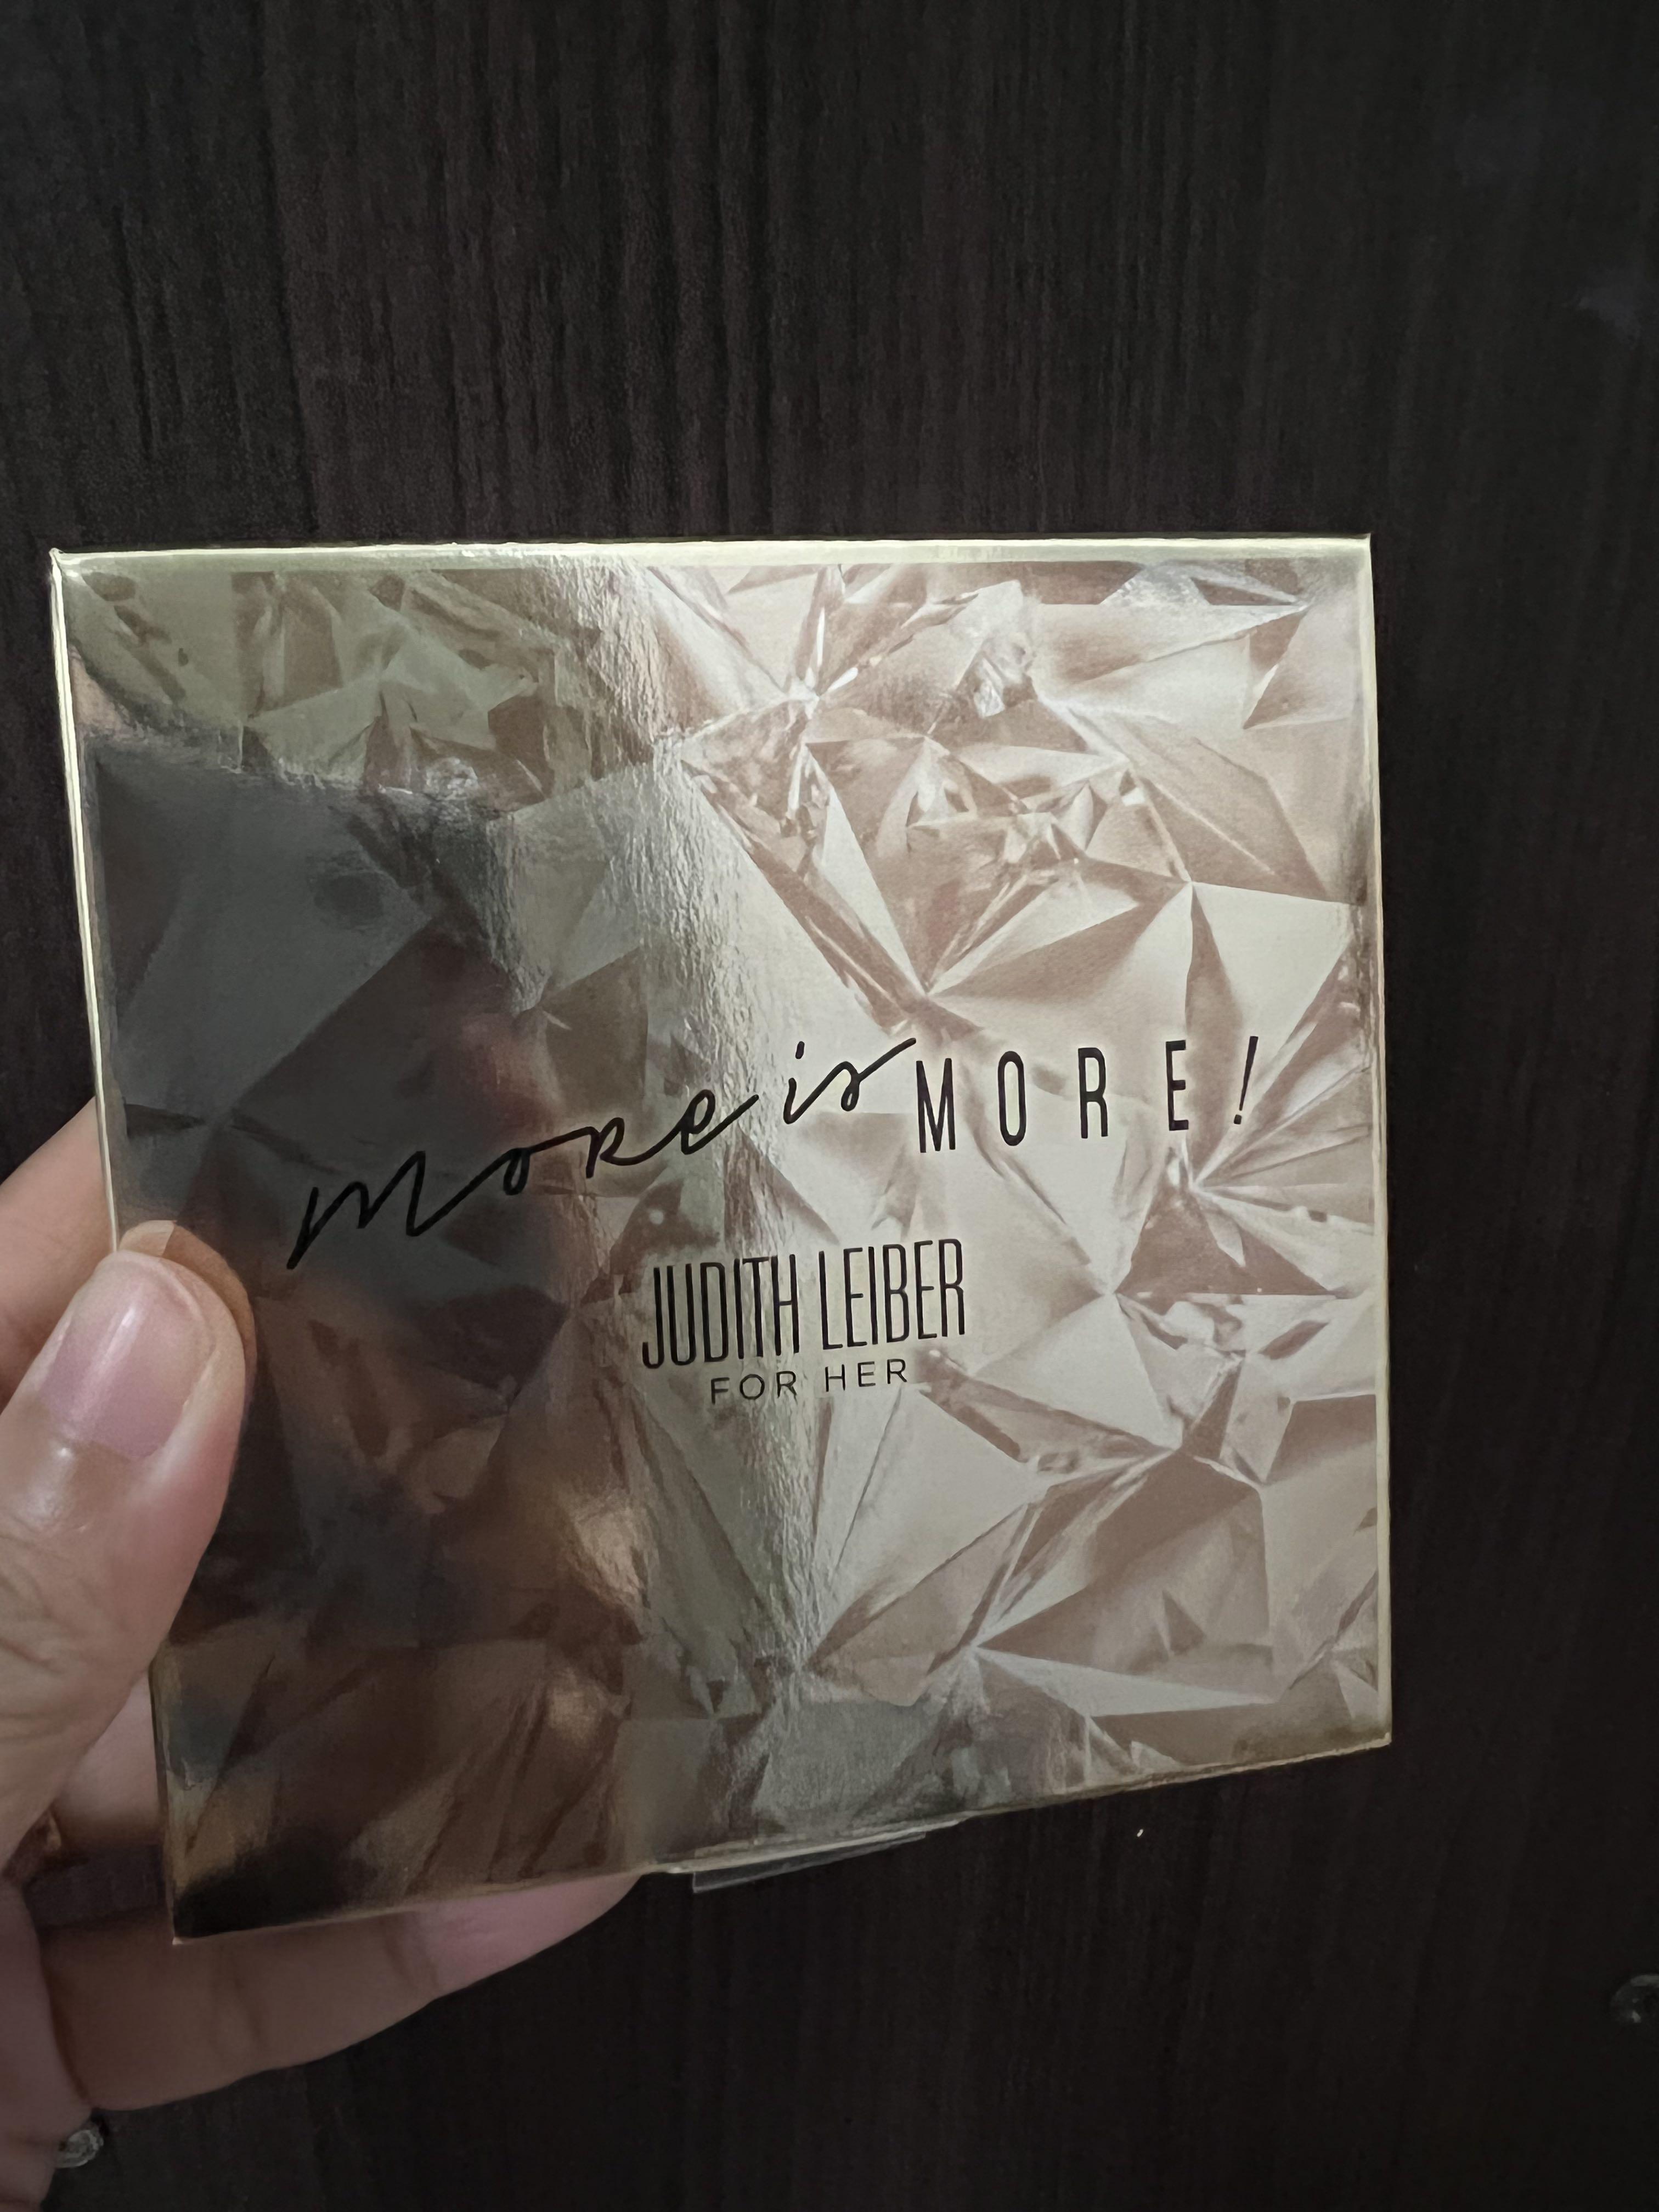 more is MORE!
JUDITH LEIBER
FOR HER